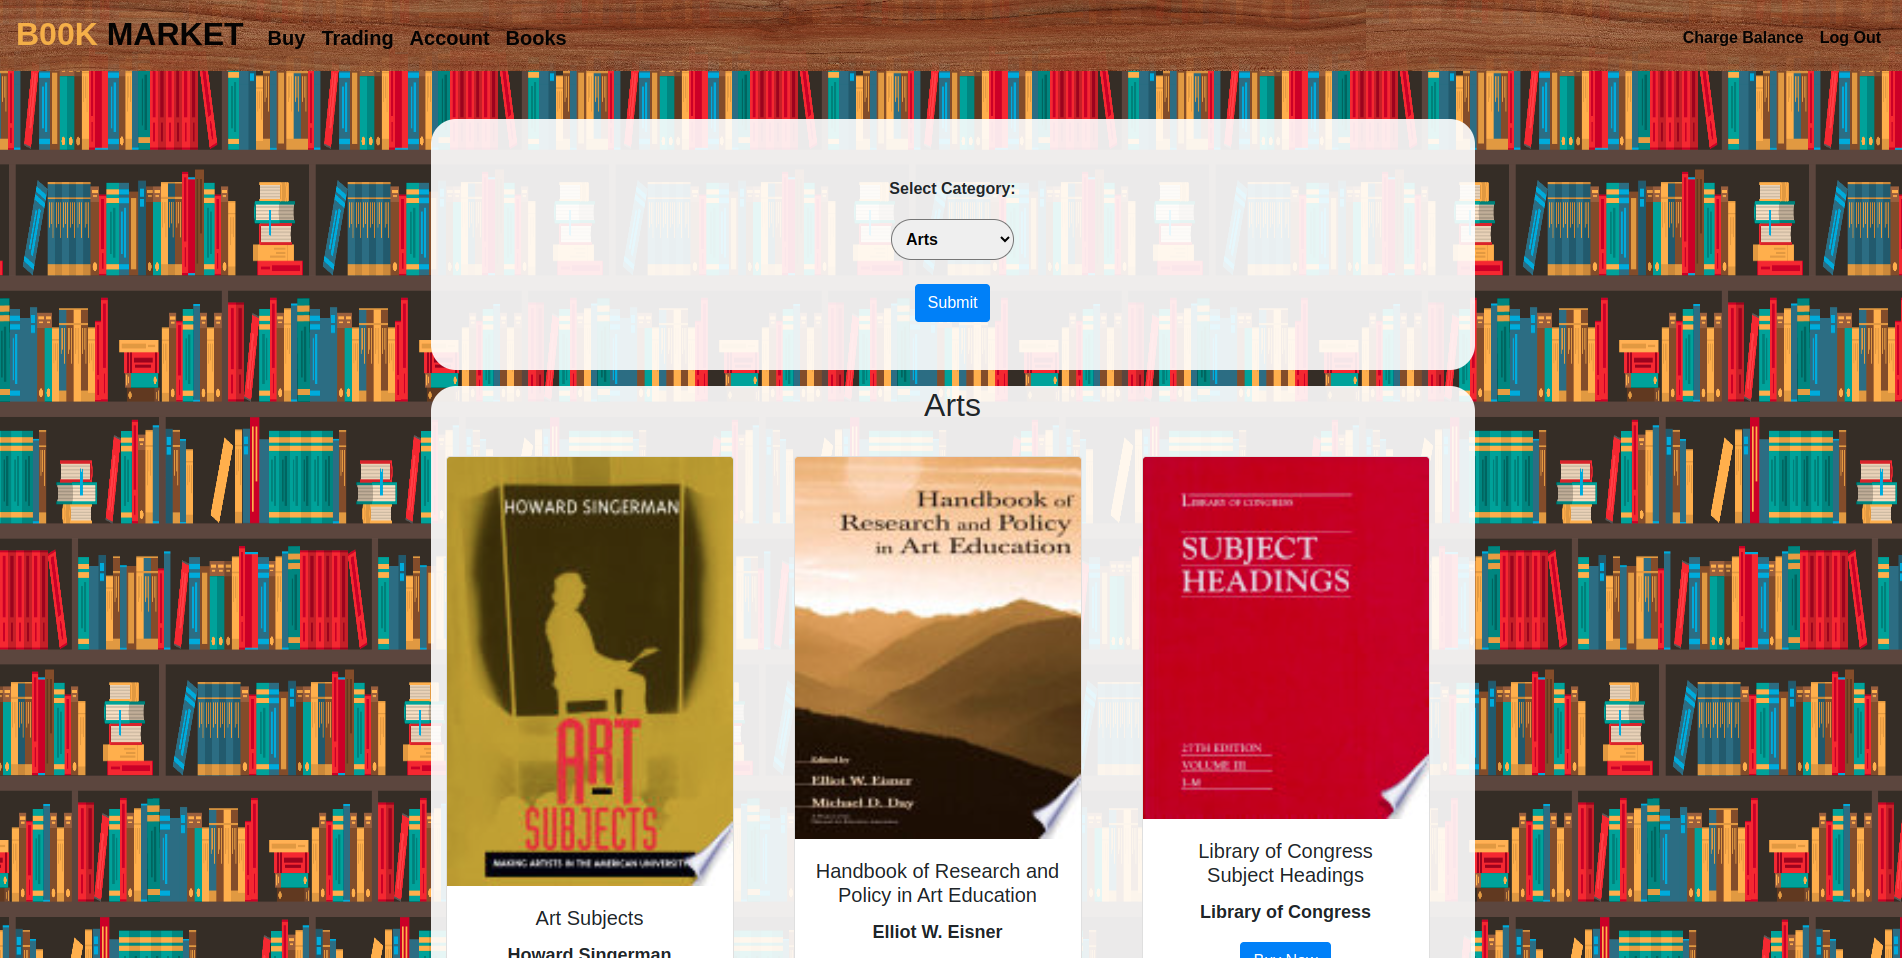 B00K MARKET Buy Trading Account Books Charge Balance Log Out
Select Category:
Arts
Submit
Arts
HOWARD SINGERMAN
ART
SUBJECTS
MAKING ARTISTS IN THE AMERICAN UNIVERSITY
Art Subjects
Howard Singerman
Handbook of
Research and Policy
in Art Education
Edited by
Elliot W. Eisner
Michael D. Day
Handbook of Research and
Policy in Art Education
Elliot W. Eisner
LIBRARY OF CONGRESS
SUBJECT
HEADINGS
27TH EDITION
VOLUME III
I-M
Library of Congress
Subject Headings
Library of Congress
Buy Now